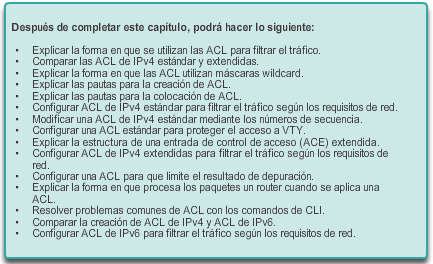 Después de completar este capítulo, podrá hacer lo siguiente:
• Explicar la forma en que se utilizan las ACL para filtrar el tráfico.
• Comparar las ACL de IPv4 estándar y extendidas.
• Explicar la forma en que las ACL utilizan máscaras wildcard.
• Explicar las pautas para la creación de ACL.
• Explicar las pautas para la colocación de ACL.
• Configurar ACL de IPv4 estándar para filtrar el tráfico según los requisitos de red.
• Modificar una ACL de IPv4 estándar mediante los números de secuencia.
• Configurar una ACL estándar para proteger el acceso a VTY.
• Explicar la estructura de una entrada de control de acceso (ACE) extendida.
• Configurar ACL de IPv4 extendidas para filtrar el tráfico según los requisitos de
red.
• Configurar una ACL para que limite el resultado de depuración.
• Explicar la forma en que procesa los paquetes un router cuando se aplica una
ACL.
• Resolver problemas comunes de ACL con los comandos de CLI.
• Comparar la creación de ACL de IPv4 y ACL de IPv6.
• Configurar ACL de IPv6 para filtrar el tráfico según los requisitos de red.